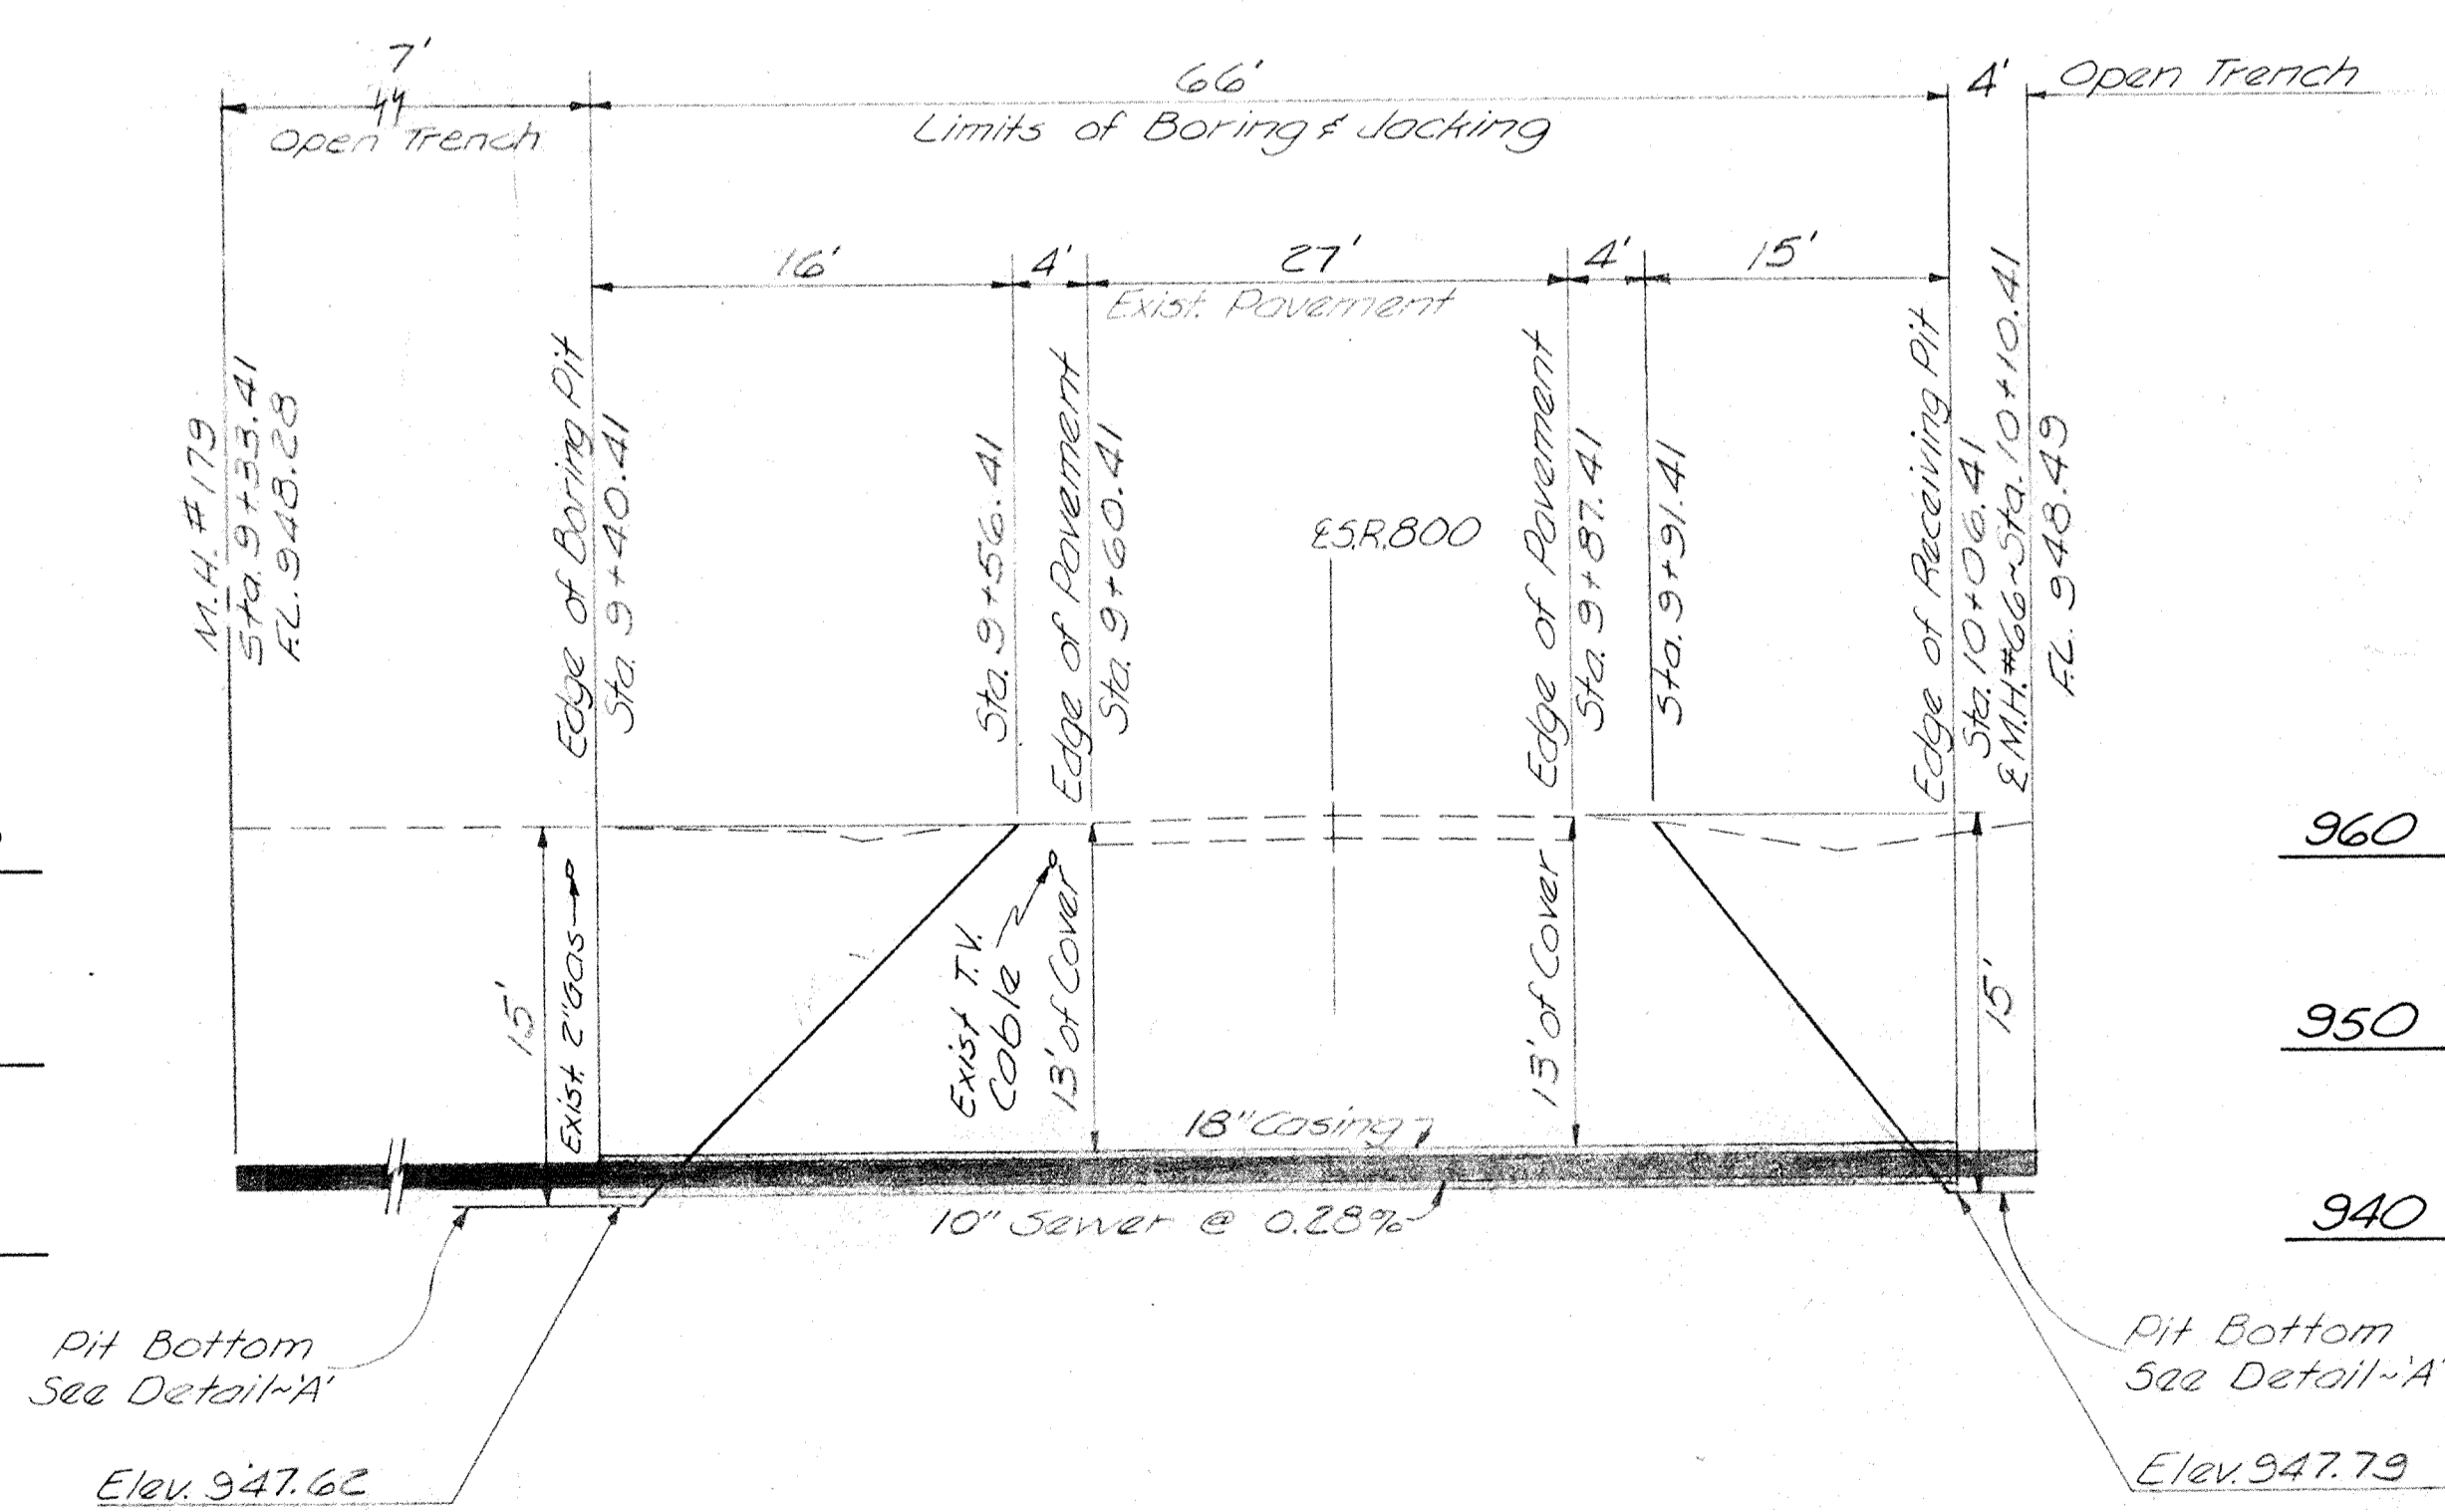 7'
66'
4'
Open Trench
Open Trench
Limits of Boring & Jacking
16'
4'
27'
4'
15'
Exist. Pavement
M.H. #179
Sta. 9+33.41
F.L. 948.28
Edge of Boring Pit
Sta. 9+40.41
Sta. 9+56.41
Edge of Pavement
Sta. 9+60.41
℄ S.R. 800
Edge of Pavement
Sta. 9+87.41
Sta. 9+91.41
Edge of Receiving Pit
Sta. 10+06.41
℄ M.H. #66~Sta. 10+10.41
F.L. 948.49
960
950
940
15'
Exist. 2" Gas
Exist T.V.
Cable
13' of Cover
13' of Cover
15'
18" Casing
10" Sewer @ 0.28%
Pit Bottom
See Detail~'A'
Elev. 947.62
Pit Bottom
See Detail~'A'
Elev. 947.79